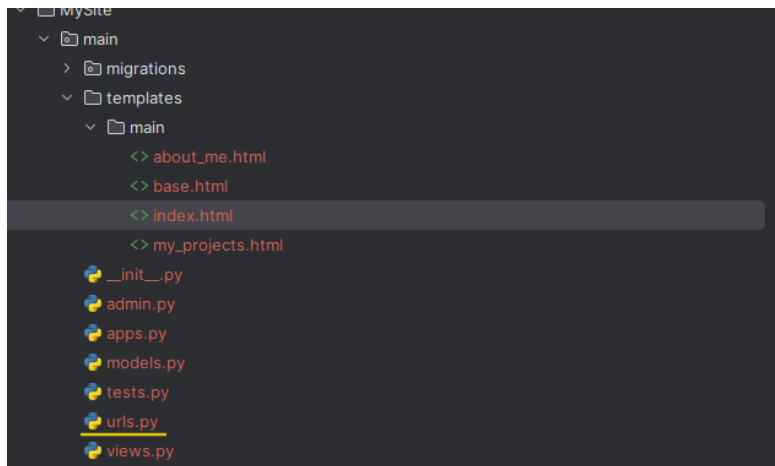 MySite
main
migrations
templates
main
about_me.html
base.html
index.html
my_projects.html
__init__.py
admin.py
apps.py
models.py
tests.py
urls.py
views.py